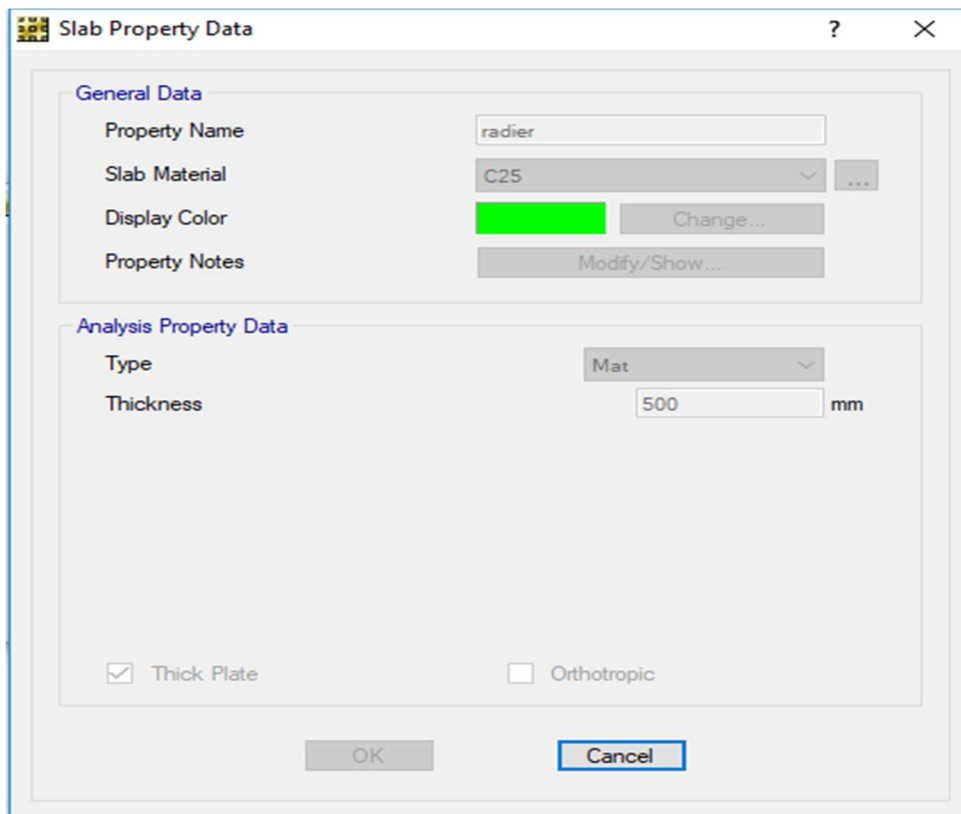 Slab Property Data ?
General Data
Property Name radier
Slab Material C25 ...
Display Color Change...
Property Notes Modify/Show...
Analysis Property Data
Type Mat
Thickness 500 mm
Thick Plate Orthotropic
OK Cancel